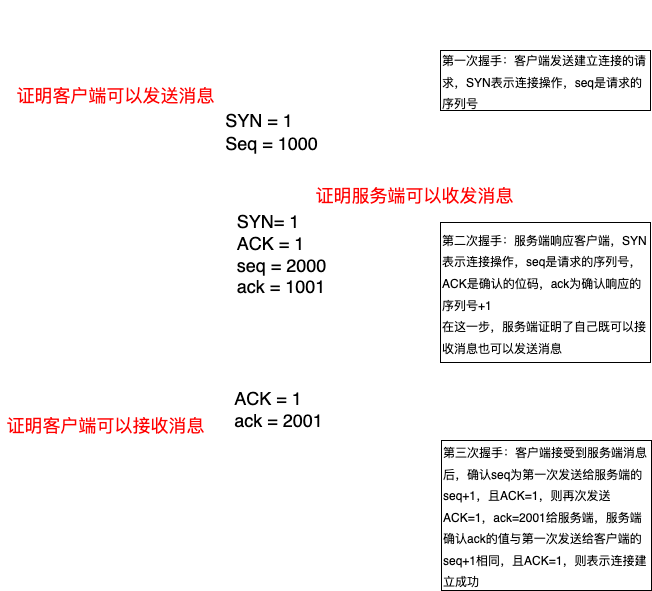 第一次握手：客户端发送建立连接的请
求，SYN表示连接操作，seq是请求的
序列号
证明客户端可以发送消息
SYN = 1
Seq = 1000
证明服务端可以收发消息
SYN= 1
ACK = 1
seq = 2000
ack = 1001
第二次握手：服务端响应客户端，SYN
表示连接操作，seq是请求的序列号，
ACK是确认的位码，ack为确认响应的
序列号+1
在这一步，服务端证明了自己既可以接
收消息也可以发送消息
ACK = 1
ack = 2001
证明客户端可以接收消息
第三次握手：客户端接受到服务端消息
后，确认seq为第一次发送给服务端的
seq+1，且ACK=1，则再次发送
ACK=1，ack=2001给服务端，服务端
确认ack的值与第一次发送给客户端的
seq+1相同，且ACK=1，则表示连接建
立成功